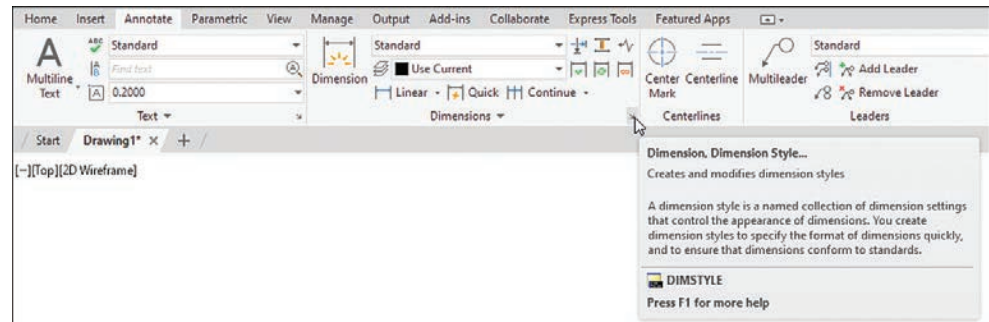 Home Insert Annotate Parametric View Manage Output Add-ins Collaborate Express Tools Featured Apps
ABC Standard
Standard
Standard
A
Find text
Use Current
Add Leader
Multiline Text
A 0.2000
Dimension
Linear Quick Continue
Center Mark
Centerline
Multileader
Remove Leader
Text
Dimensions
Centerlines
Leaders
Start Drawing1* × +
[−][Top][2D Wireframe]
Dimension, Dimension Style...
Creates and modifies dimension styles
A dimension style is a named collection of dimension settings
that control the appearance of dimensions. You create
dimension styles to specify the format of dimensions quickly,
and to ensure that dimensions conform to standards.
DIMSTYLE
Press F1 for more help